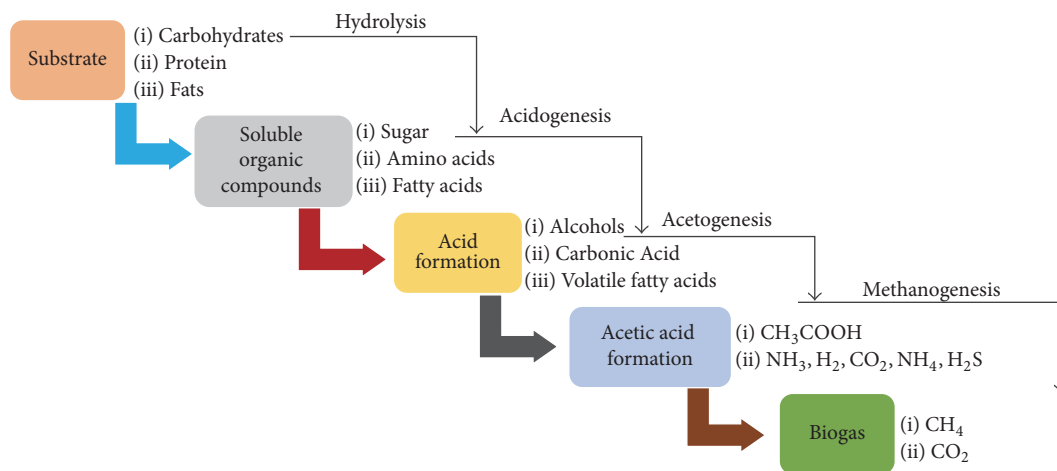 Hydrolysis
Substrate
(i) Carbohydrates
(ii) Protein
(iii) Fats
Acidogenesis
Soluble
organic
compounds
(i) Sugar
(ii) Amino acids
(iii) Fatty acids
Acetogenesis
Acid
formation
(i) Alcohols
(ii) Carbonic Acid
(iii) Volatile fatty acids
Methanogenesis
Acetic acid
formation
(i) CH₃COOH
(ii) NH₃, H₂, CO₂, NH₄, H₂S
Biogas
(i) CH₄
(ii) CO₂